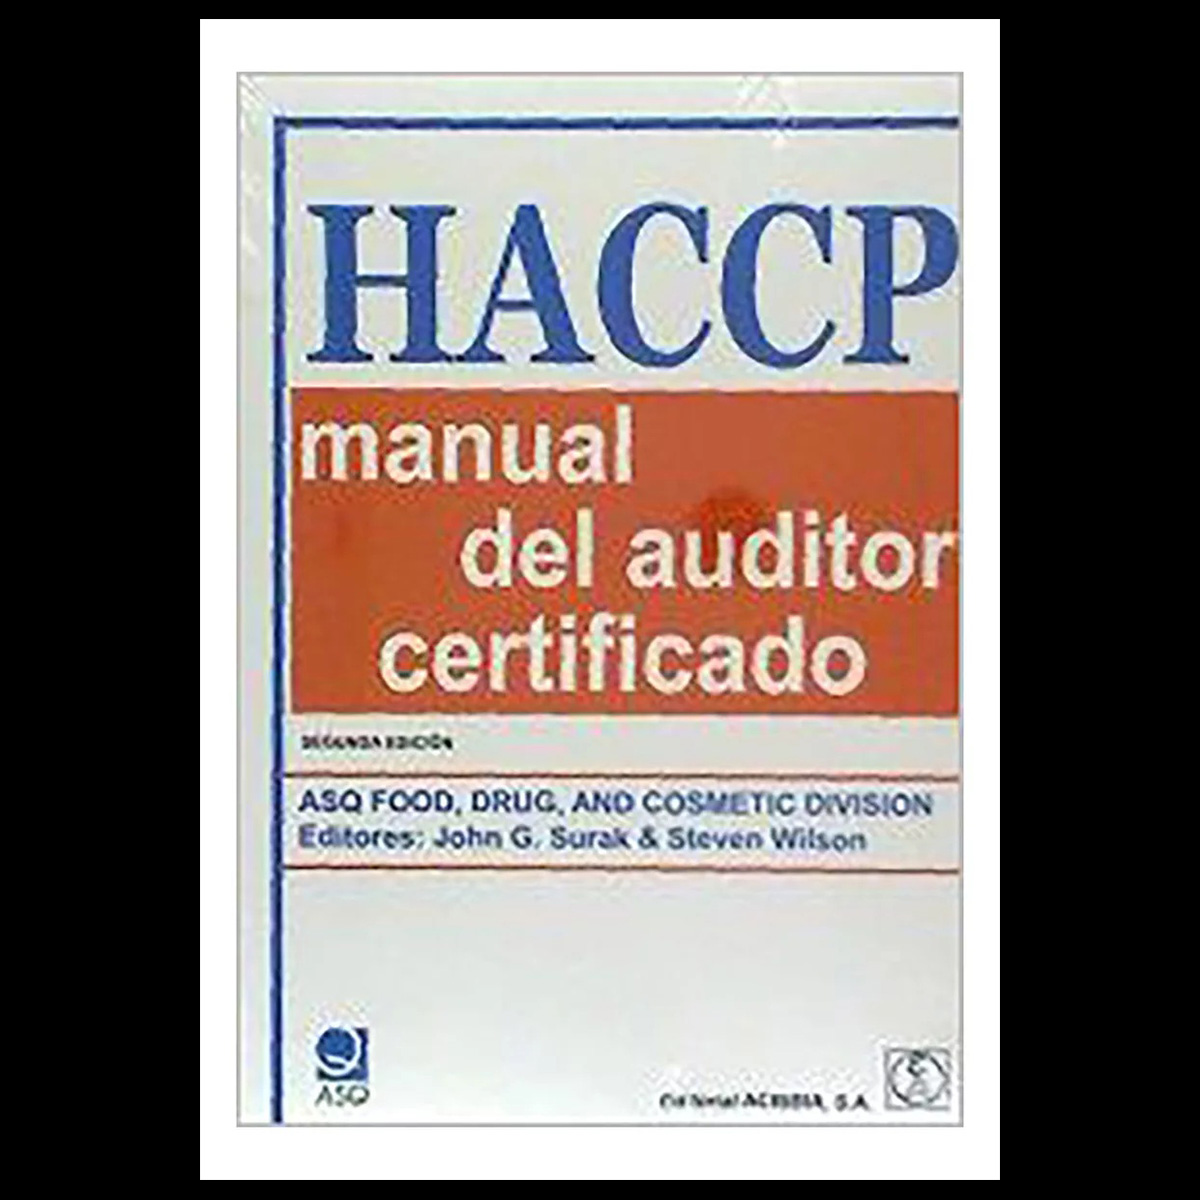 HACCP
manual
del auditor
certificado
SEGUNDA EDICIÓN
ASQ FOOD, DRUG, AND COSMETIC DIVISION
Editores: John G. Surak & Steven Wilson
ASQ
Editorial ACRIBIA, S.A.